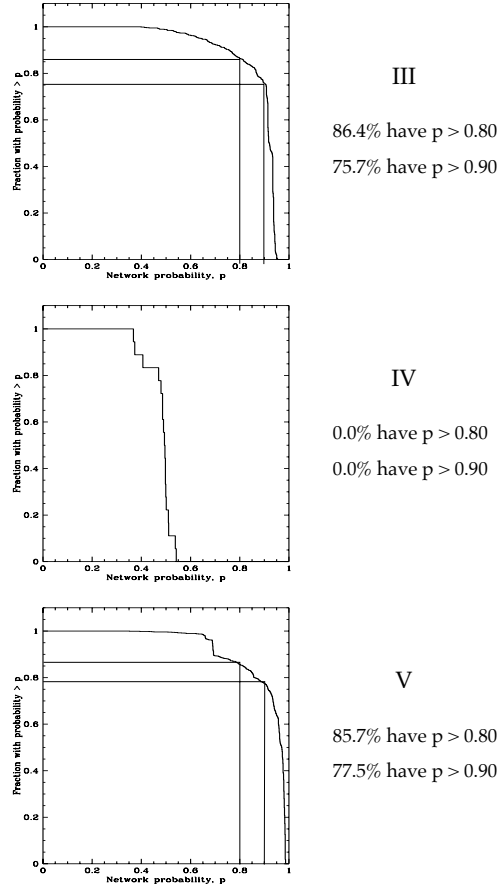 1
0.8
0.6
0.4
0.2
0
Fraction with probability > p
0 0.2 0.4 0.6 0.8 1
Network probability, p
III
86.4% have p > 0.80
75.7% have p > 0.90
1
0.8
0.6
0.4
0.2
0
Fraction with probability > p
0 0.2 0.4 0.6 0.8 1
Network probability, p
IV
0.0% have p > 0.80
0.0% have p > 0.90
1
0.8
0.6
0.4
0.2
0
Fraction with probability > p
0 0.2 0.4 0.6 0.8 1
Network probability, p
V
85.7% have p > 0.80
77.5% have p > 0.90